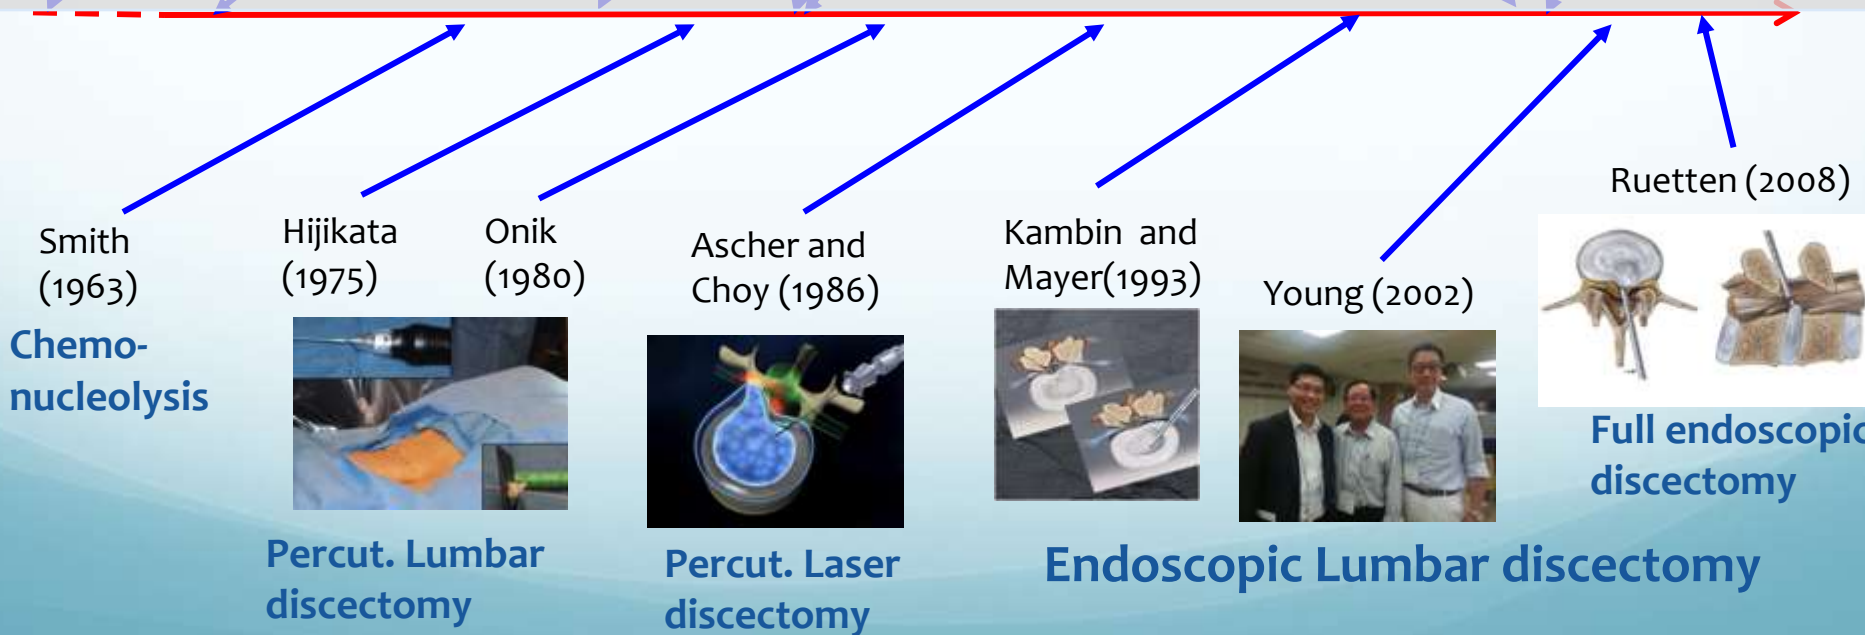 Smith
(1963)
Chemo-
nucleolysis
Hijikata
(1975)
Onik
(1980)
Percut. Lumbar
discectomy
Ascher and
Choy (1986)
Percut. Laser
discectomy
Kambin and
Mayer(1993)
Young (2002)
Endoscopic Lumbar discectomy
Ruetten (2008)
Full endoscopic
discectomy